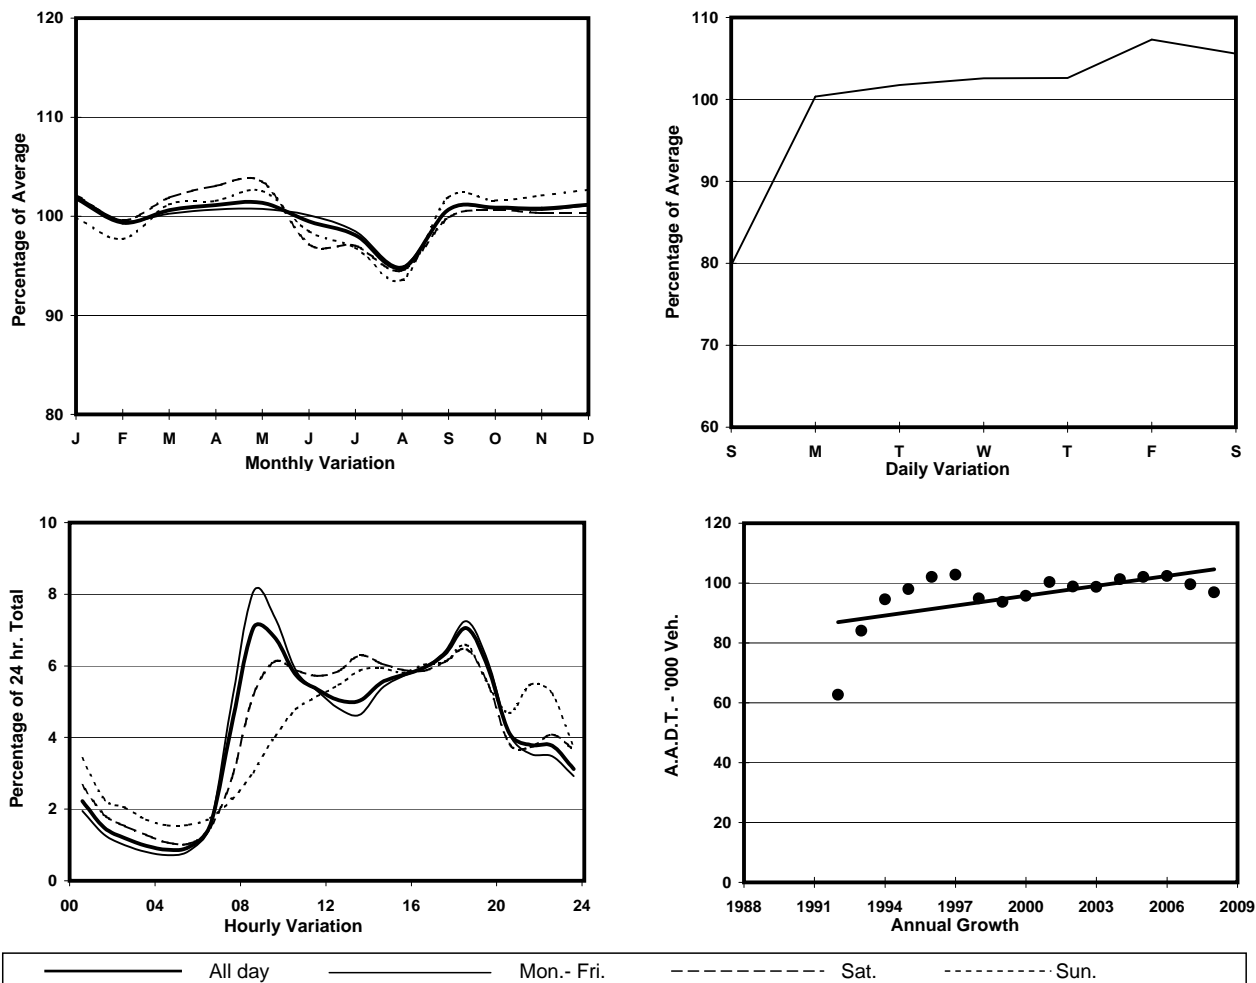 120
110
100
90
80
Percentage of Average
J F M A M J J A S O N D
Monthly Variation
110
100
90
80
70
60
Percentage of Average
S M T W T F S
Daily Variation
10
8
6
4
2
0
Percentage of 24 hr. Total
00 04 08 12 16 20 24
Hourly Variation
120
100
80
60
40
20
0
A.A.D.T. - '000 Veh.
1988 1991 1994 1997 2000 2003 2006 2009
Annual Growth
All day Mon.- Fri. Sat. Sun.